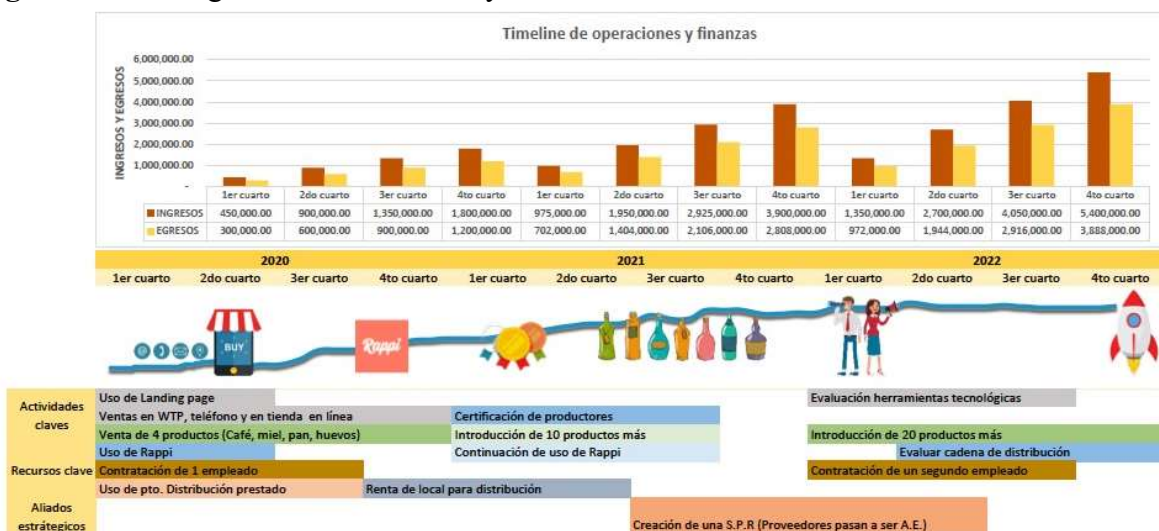 Timeline de operaciones y finanzas
INGRESOS Y EGRESOS
6,000,000.00
5,000,000.00
4,000,000.00
3,000,000.00
2,000,000.00
1,000,000.00
-
1er cuarto 2do cuarto 3er cuarto 4to cuarto 1er cuarto 2do cuarto 3er cuarto 4to cuarto 1er cuarto 2do cuarto 3er cuarto 4to cuarto
INGRESOS 450,000.00 900,000.00 1,350,000.00 1,800,000.00 975,000.00 1,950,000.00 2,925,000.00 3,900,000.00 1,350,000.00 2,700,000.00 4,050,000.00 5,400,000.00
EGRESOS 300,000.00 600,000.00 900,000.00 1,200,000.00 702,000.00 1,404,000.00 2,106,000.00 2,808,000.00 972,000.00 1,944,000.00 2,916,000.00 3,888,000.00
2020 2021 2022
1er cuarto 2do cuarto 3er cuarto 4to cuarto 1er cuarto 2do cuarto 3er cuarto 4to cuarto 1er cuarto 2do cuarto 3er cuarto 4to cuarto
BUY
Rappi
Actividades
claves
Uso de Landing page Evaluación herramientas tecnológicas
Ventas en WTP, teléfono y en tienda en línea Certificación de productores
Venta de 4 productos (Café, miel, pan, huevos) Introducción de 10 productos más Introducción de 20 productos más
Uso de Rappi Continuación de uso de Rappi Evaluar cadena de distribución
Recursos clave Contratación de 1 empleado Contratación de un segundo empleado
Uso de pto. Distribución prestado Renta de local para distribución
Aliados
estrátegicos
Creación de una S.P.R (Proveedores pasan a ser A.E.)